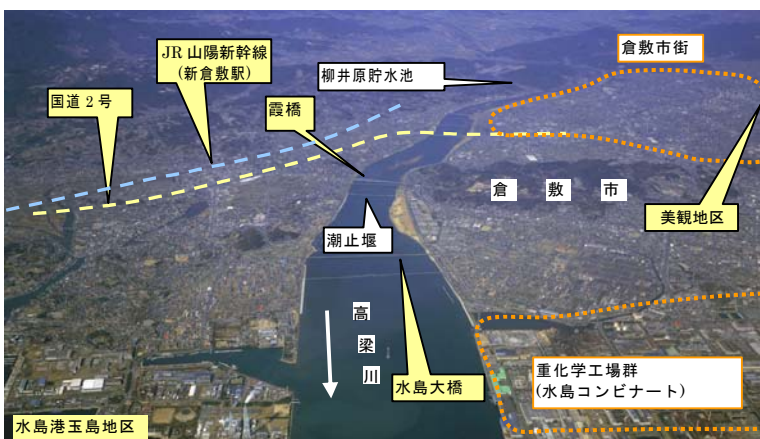 JR 山陽新幹線
(新倉敷駅)
倉敷市街
柳井原貯水池
国道 2 号
霞橋
倉 敷 市
美観地区
潮止堰
高
梁
川
水島大橋
重化学工場群
(水島コンビナート)
水島港玉島地区